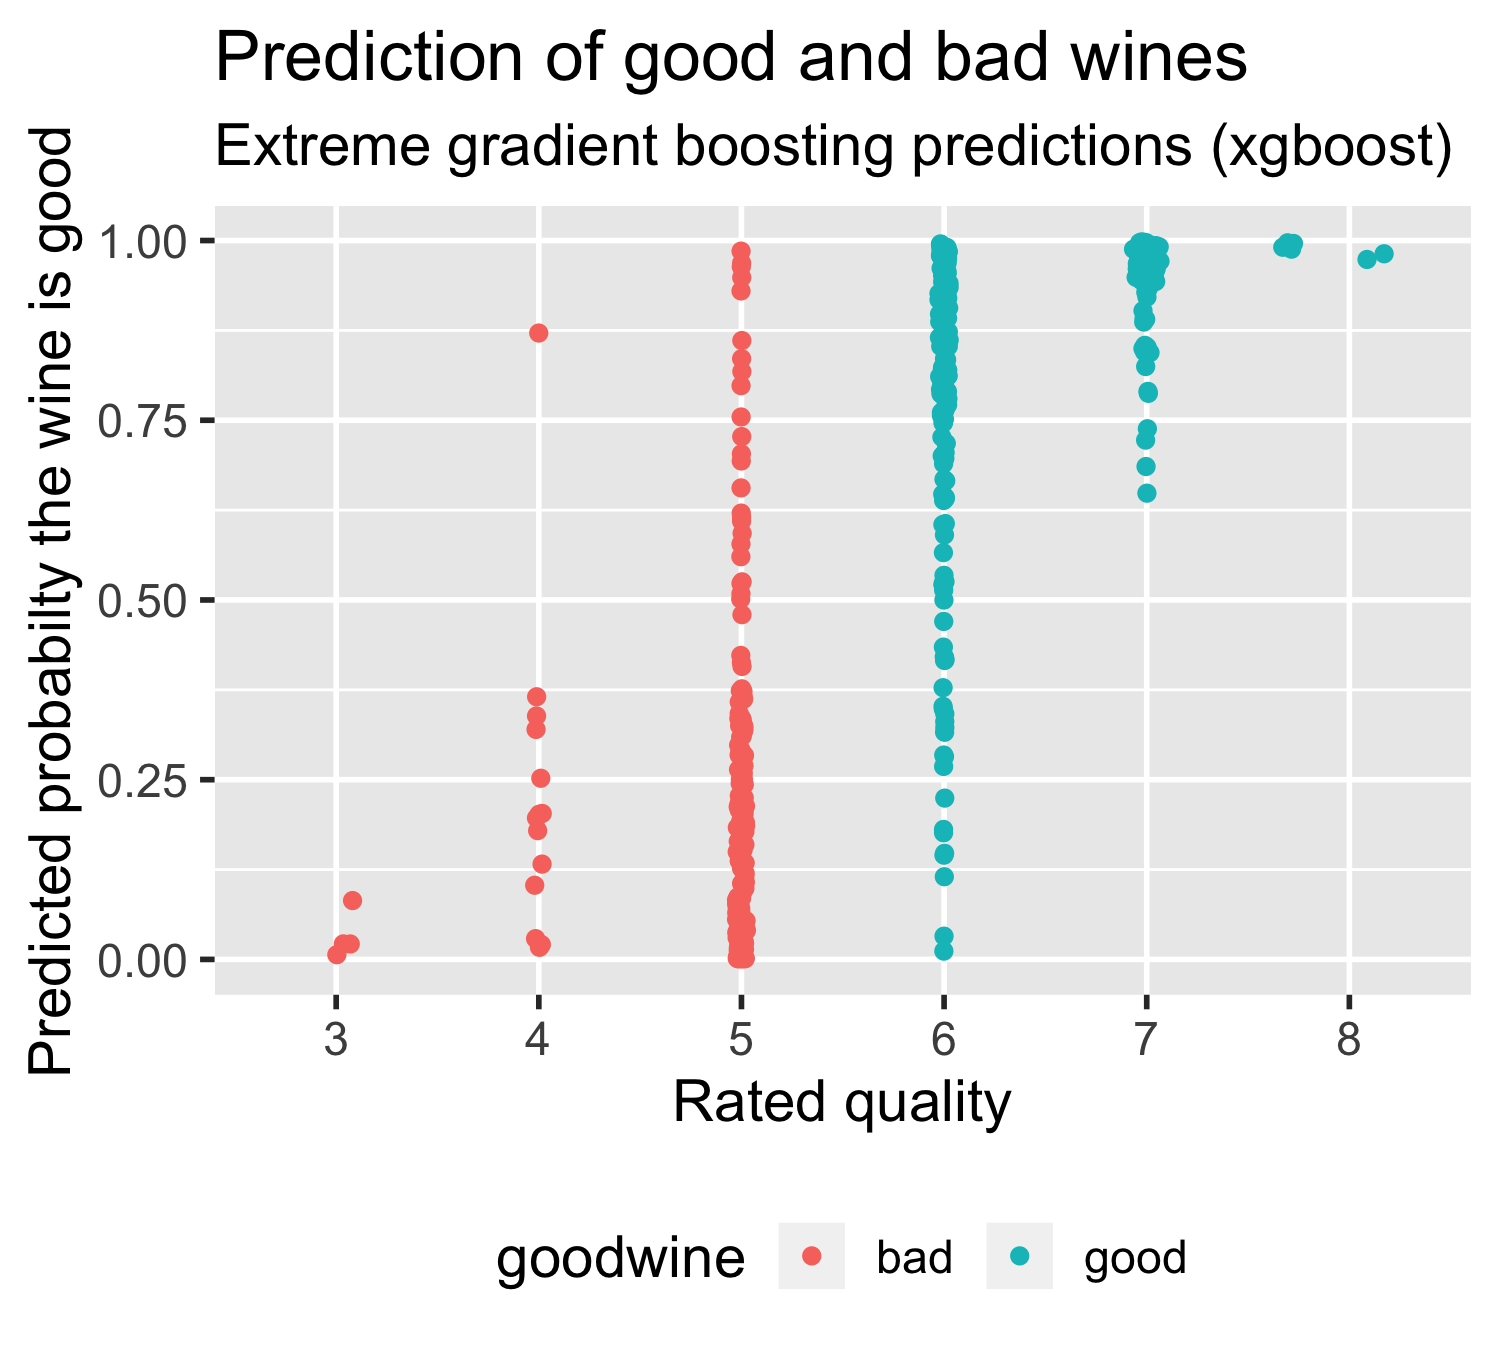 Prediction of good and bad wines
Extreme gradient boosting predictions (xgboost)
Predicted probabilty the wine is good
1.00
0.75
0.50
0.25
0.00
3 4 5 6 7 8
Rated quality
goodwine bad good